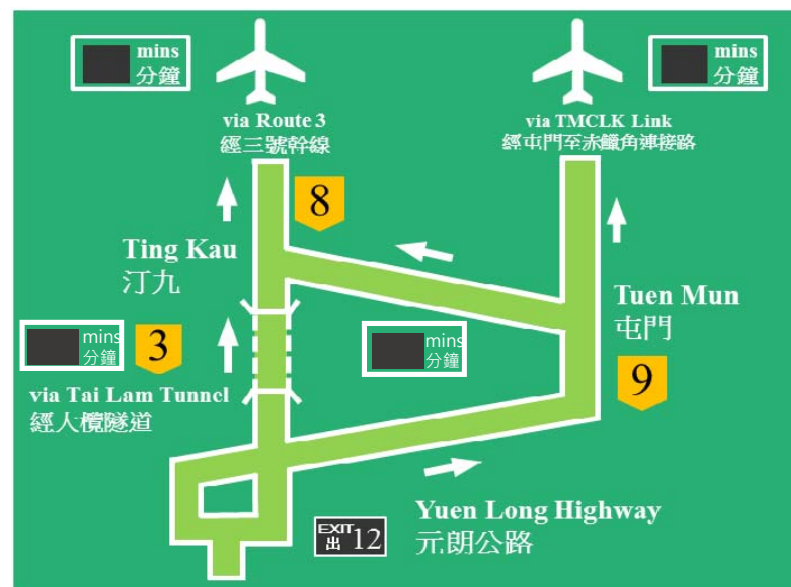 mins
分鐘
mins
分鐘
via Route 3
經三號幹線
via TMCLK Link
經屯門至赤鱲角連接路
8
Ting Kau
汀九
Tuen Mun
屯門
mins
分鐘
3
mins
分鐘
9
via Tai Lam Tunnel
經大欖隧道
EXIT
出 12
Yuen Long Highway
元朗公路